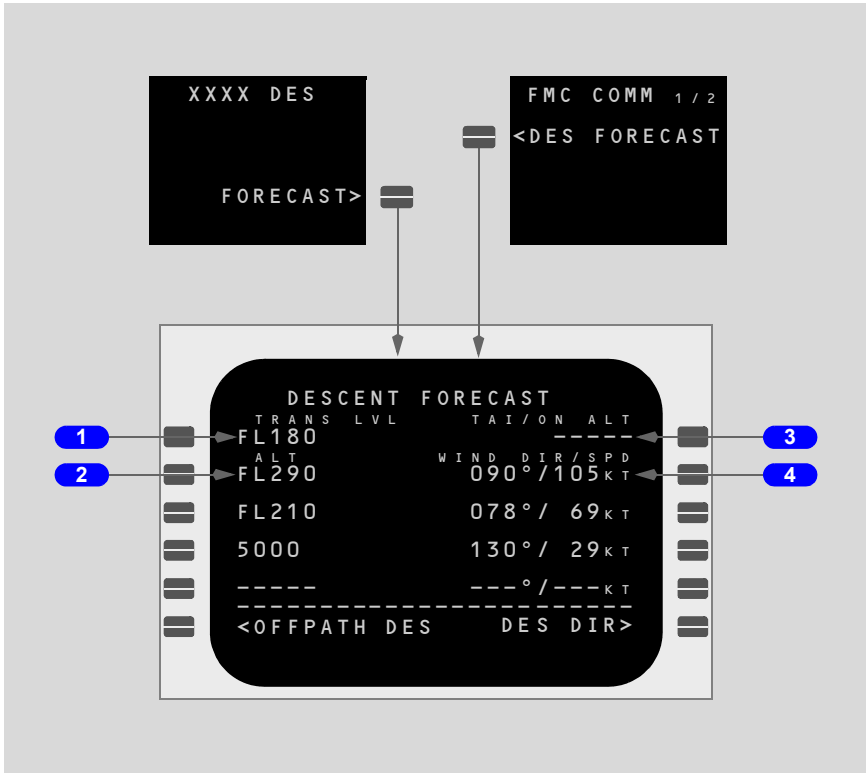 XXXX DES
FORECAST>
FMC COMM 1/2
<DES FORECAST
DESCENT FORECAST
TRANS LVL TAI/ON ALT
1 FL180 ----- 3
ALT WIND DIR/SPD
2 FL290 090°/105KT 4
FL210 078°/ 69KT
5000 130°/ 29KT
----- ---°/---KT
------------------------
<OFFPATH DES DES DIR>